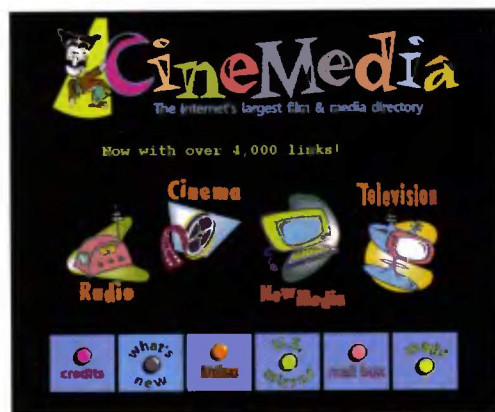 CineMedia
The Internet's largest film & media directory
Now with over 4,000 links!
Cinema
Television
Radio
New Media
credits
what's new
index
mail box